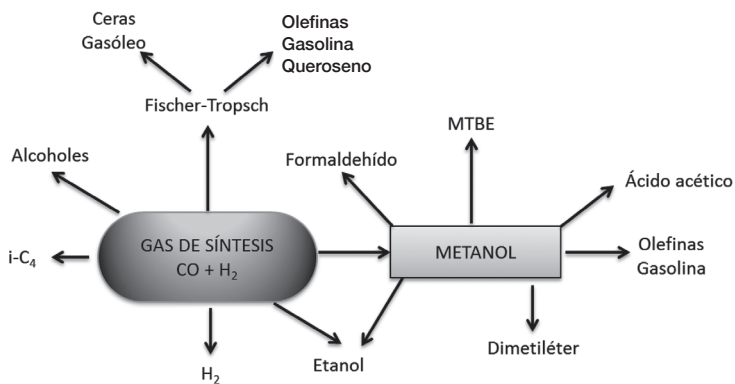 Ceras
Gasóleo
Olefinas
Gasolina
Queroseno
Fischer-Tropsch
MTBE
Alcoholes
Formaldehído
Ácido acético
GAS DE SÍNTESIS
CO + H₂
METANOL
i-C₄
Olefinas
Gasolina
Dimetiléter
Etanol
H₂